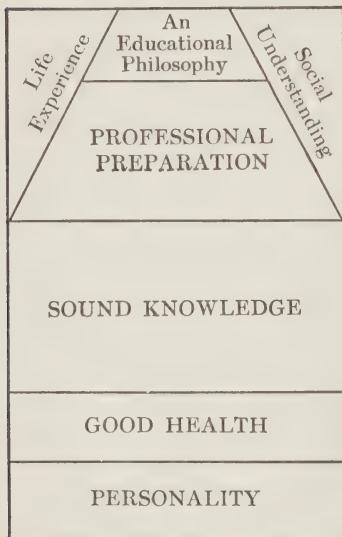 Life
Experience
An
Educational
Philosophy
Social
Understanding
PROFESSIONAL
PREPARATION
SOUND KNOWLEDGE
GOOD HEALTH
PERSONALITY